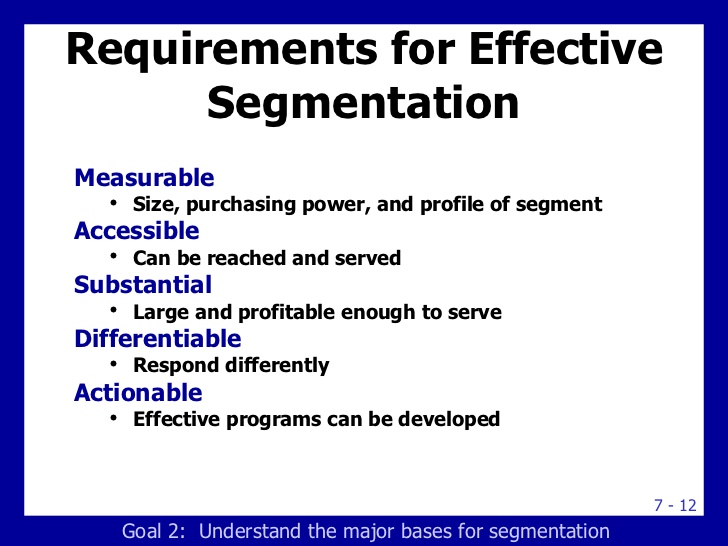 Requirements for Effective
Segmentation
Measurable
• Size, purchasing power, and profile of segment
Accessible
• Can be reached and served
Substantial
• Large and profitable enough to serve
Differentiable
• Respond differently
Actionable
• Effective programs can be developed
7 - 12
Goal 2: Understand the major bases for segmentation